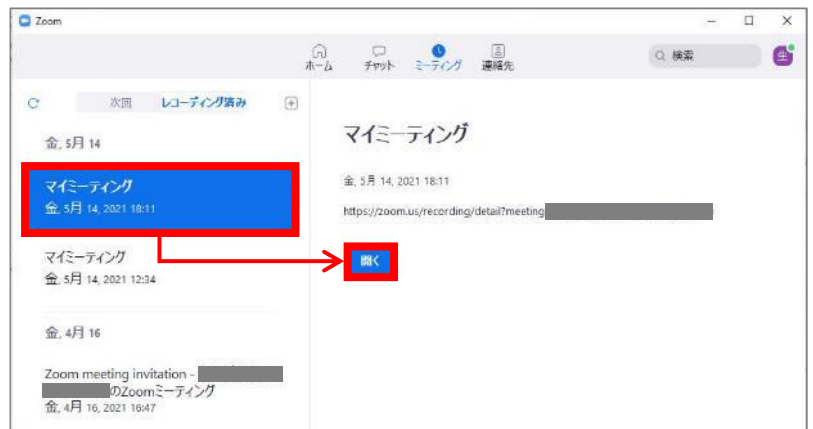 Zoom
ホーム
チャット
ミーティング
連絡先
検索
生
次回
レコーディング済み
金, 5月 14
マイミーティング
金, 5月 14, 2021 18:11
マイミーティング
金, 5月 14, 2021 12:34
金, 4月 16
Zoom meeting invitation -
のZoomミーティング
金, 4月 16, 2021 16:47
マイミーティング
金, 5月 14, 2021 18:11
https://zoom.us/recording/detail?meeting
開く